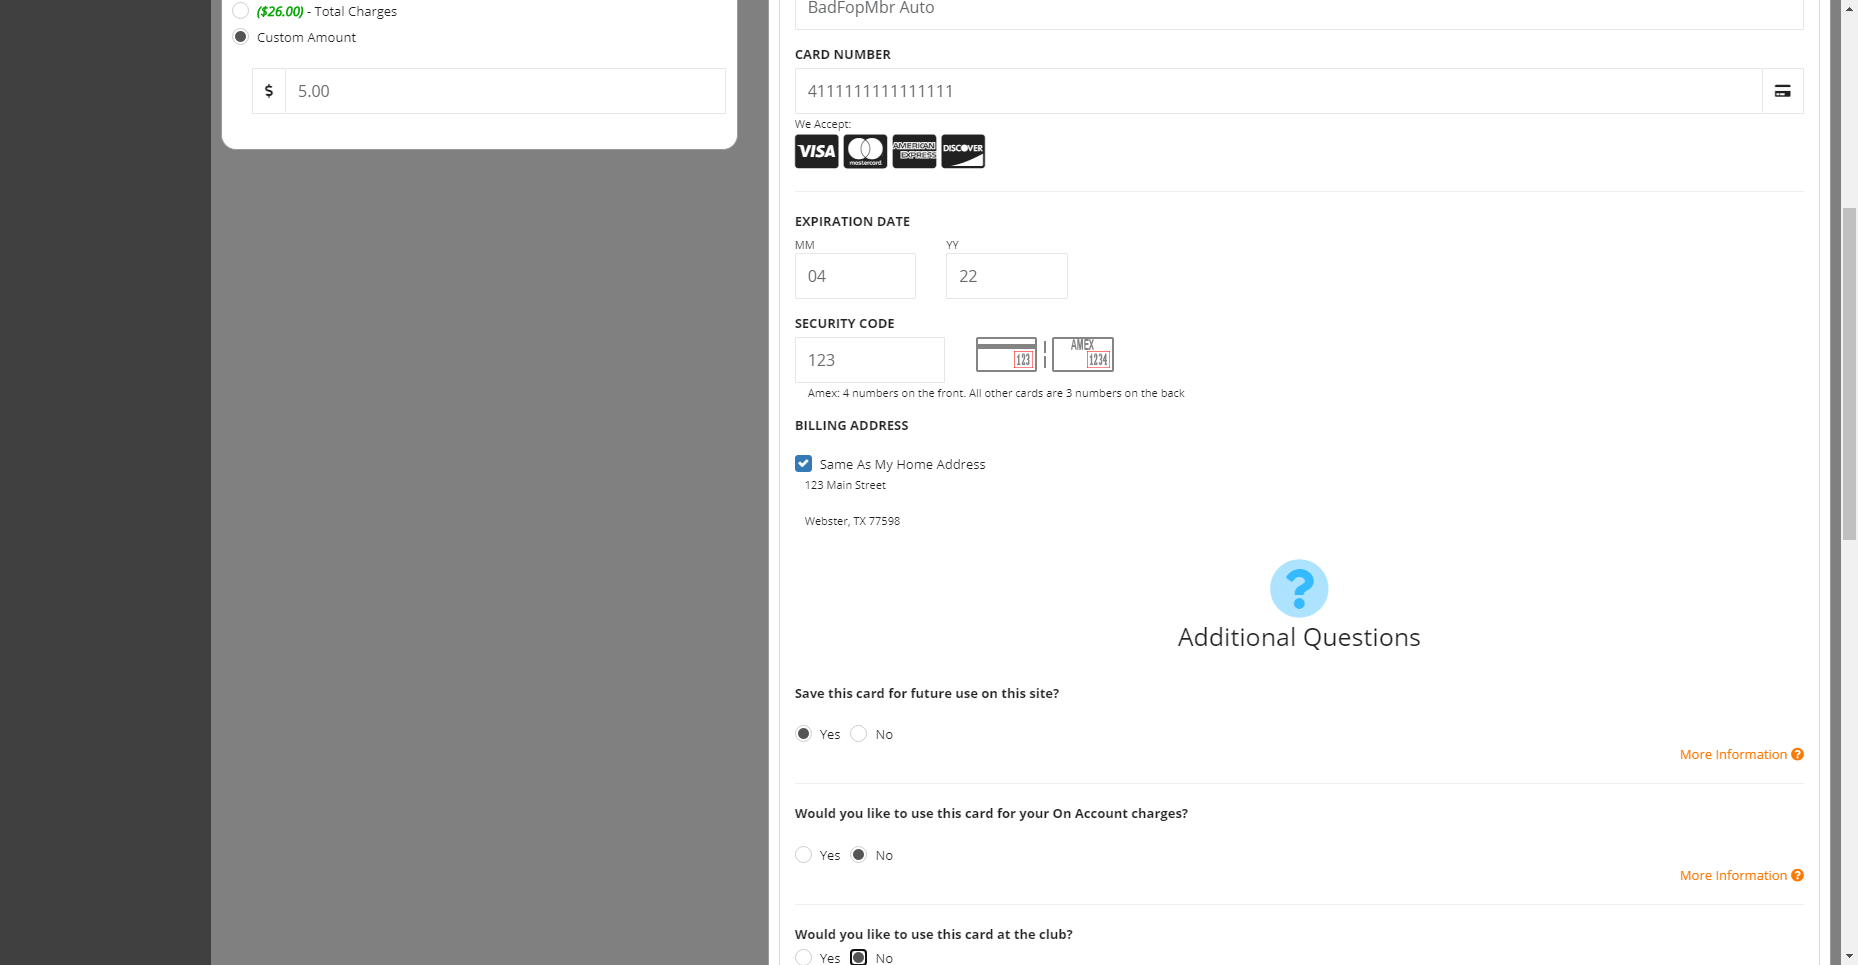 ($26.00) - Total Charges
Custom Amount
$ 5.00
BadFopMbr Auto
CARD NUMBER
4111111111111111
We Accept:
VISA mastercard AMERICAN EXPRESS DISCOVER
EXPIRATION DATE
MM YY
04 22
SECURITY CODE
123 123 AMEX 1234
Amex: 4 numbers on the front. All other cards are 3 numbers on the back
BILLING ADDRESS
Same As My Home Address
123 Main Street
Webster, TX 77598
?
Additional Questions
Save this card for future use on this site?
Yes No
More Information ?
Would you like to use this card for your On Account charges?
Yes No
More Information ?
Would you like to use this card at the club?
Yes No